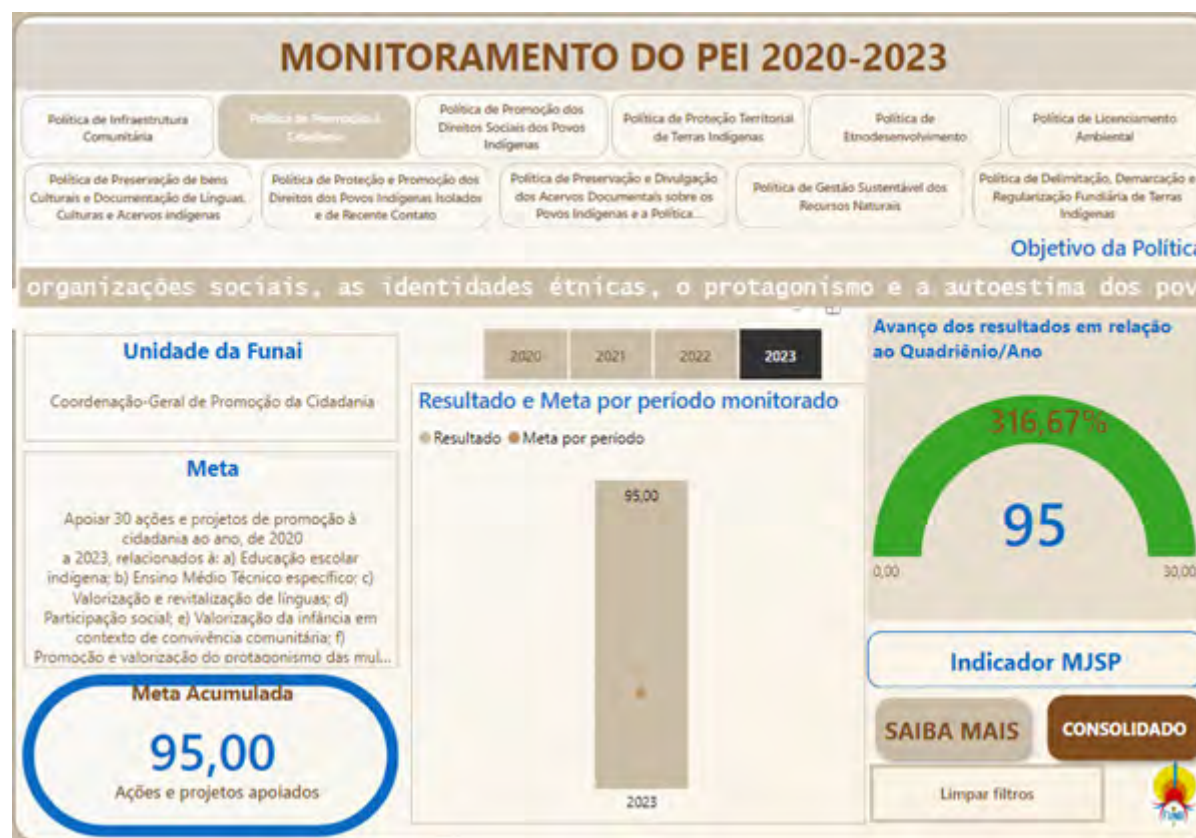 MONITORAMENTO DO PEI 2020-2023
Política de Infraestrutura
Comunitária
Política de Promoção à
Cidadania
Política de Promoção dos
Direitos Sociais dos Povos
Indígenas
Política de Proteção Territorial
de Terras Indígenas
Política de
Etnodesenvolvimento
Política de Licenciamento
Ambiental
Política de Preservação de bens
Culturais e Documentação de Línguas,
Culturas e Acervos indígenas
Política de Proteção e Promoção dos
Direitos dos Povos Indígenas Isolados
e de Recente Contato
Política de Preservação e Divulgação
dos Acervos Documentais sobre os
Povos Indígenas e a Política...
Política de Gestão Sustentável dos
Recursos Naturais
Política de Delimitação, Demarcação e
Regularização Fundiária de Terras
Indígenas
Objetivo da Política
organizações sociais, as identidades étnicas, o protagonismo e a autoestima dos pov
Unidade da Funai
Coordenação-Geral de Promoção da Cidadania
Meta
Apoiar 30 ações e projetos de promoção à
cidadania ao ano, de 2020
a 2023, relacionados à: a) Educação escolar
indígena; b) Ensino Médio Técnico específico; c)
Valorização e revitalização de línguas; d)
Participação social; e) Valorização da infância em
contexto de convivência comunitária; f)
Promoção e valorização do protagonismo das mul...
Meta Acumulada
95,00
Ações e projetos apoiados
2020
2021
2022
2023
Resultado e Meta por período monitorado
Resultado
Meta por período
95,00
2023
Avanço dos resultados em relação
ao Quadriênio/Ano
316,67%
95
0,00
30,00
Indicador MJSP
SAIBA MAIS
CONSOLIDADO
Limpar filtros
FUNAI